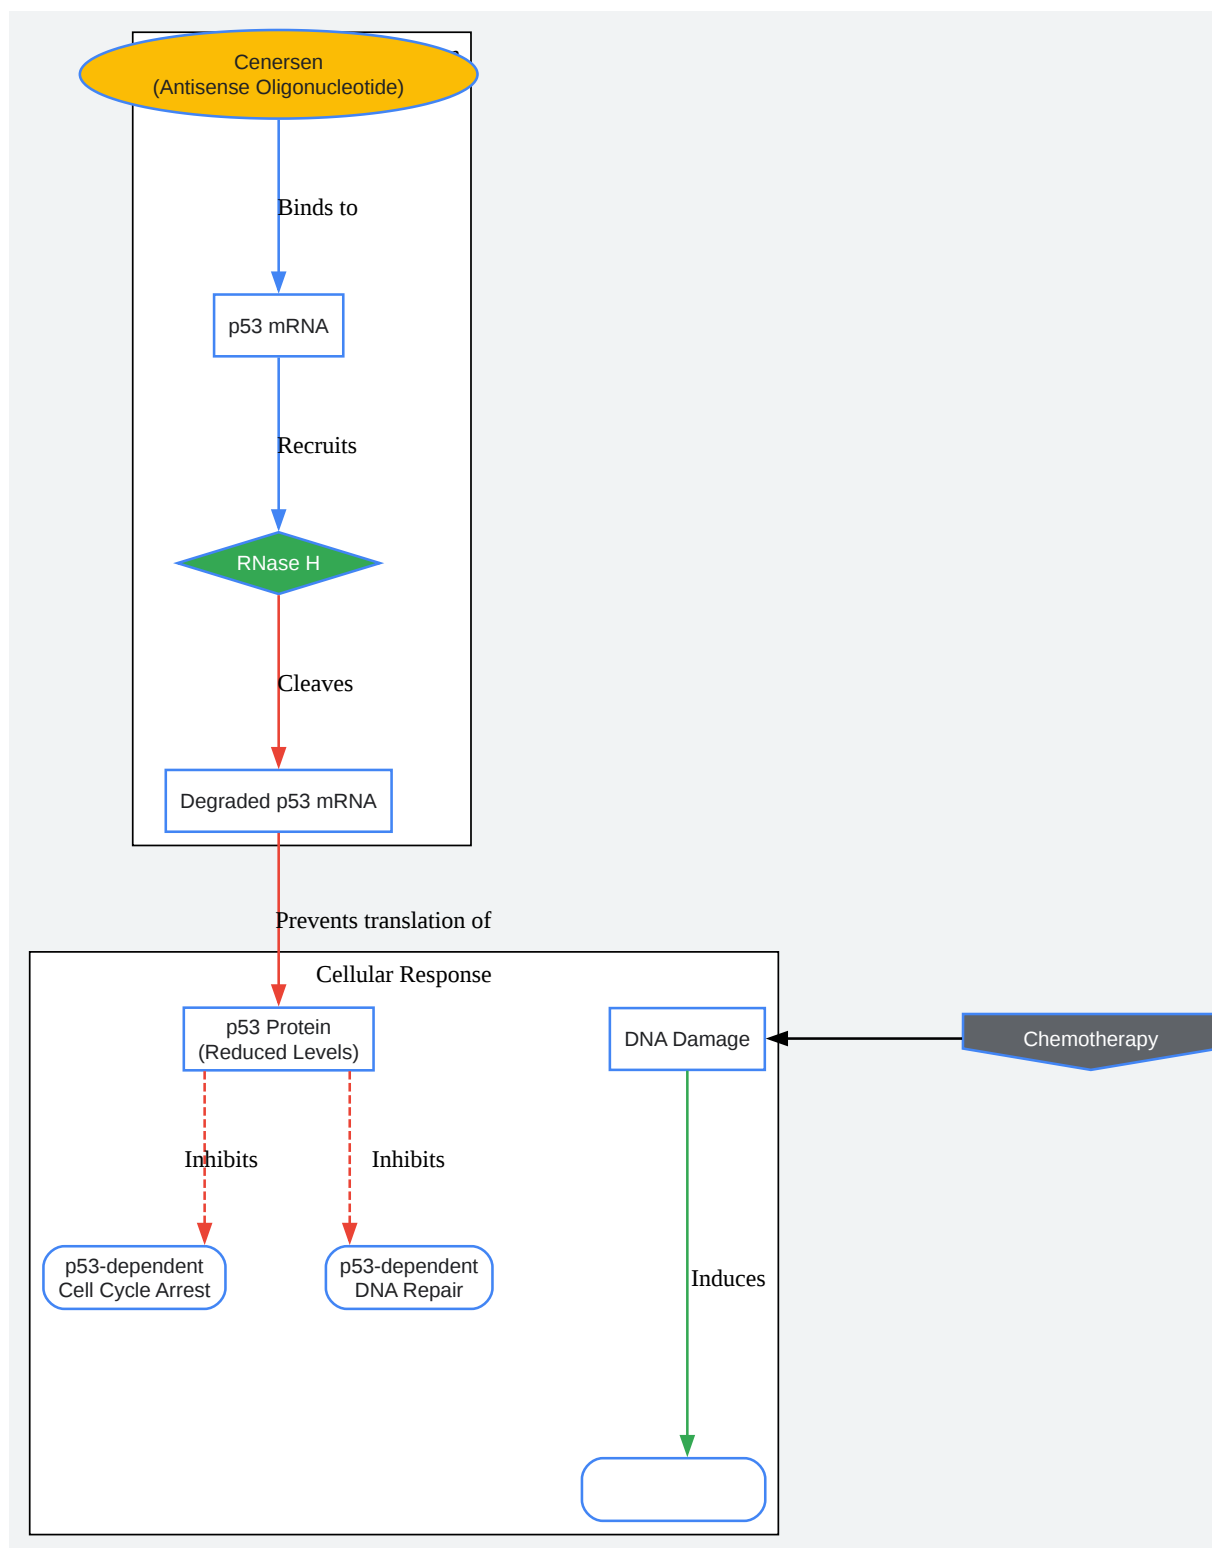 Cenersen
(Antisense Oligonucleotide)
Binds to
p53 mRNA
Recruits
RNase H
Cleaves
Degraded p53 mRNA
Prevents translation of
Cellular Response
p53 Protein
(Reduced Levels)
DNA Damage
Chemotherapy
Inhibits
Inhibits
p53-dependent
Cell Cycle Arrest
p53-dependent
DNA Repair
Induces